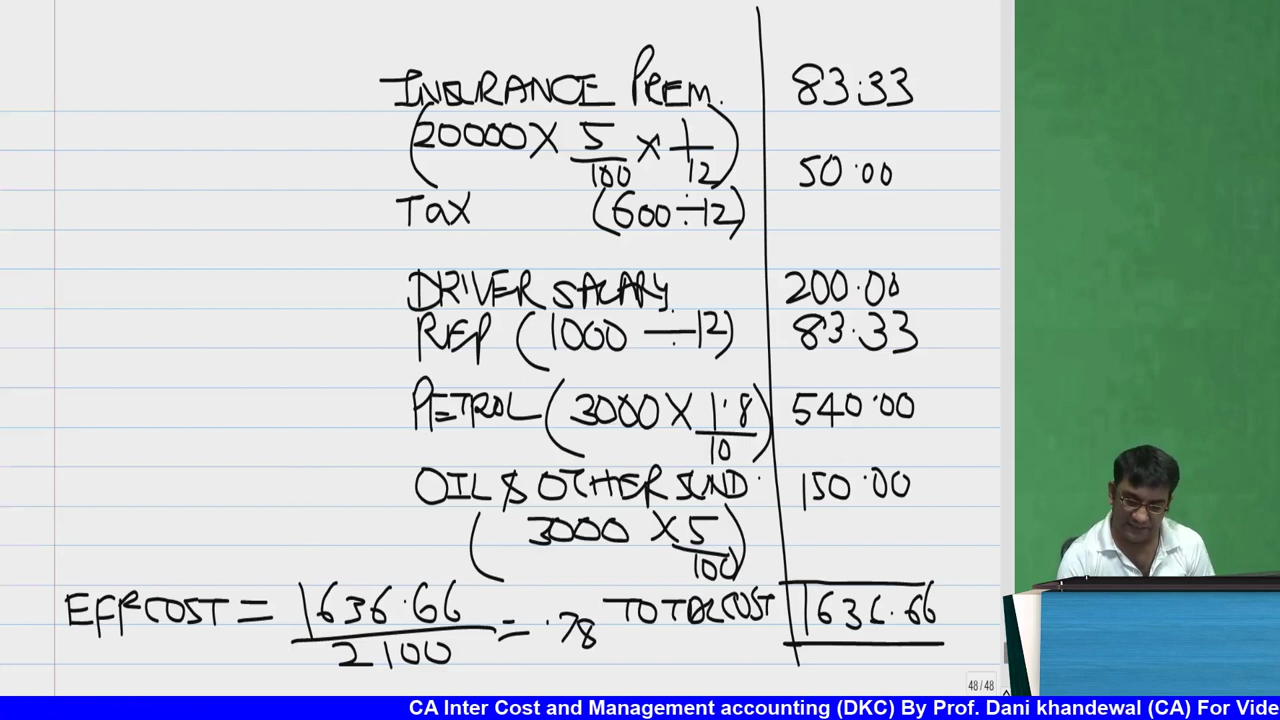 INSURANCE PREM. 83.33
(20000 X 5/100 X 1/12)
50.00
TAX (600 ÷ 12)
DRIVER SALARY. 200.00
REP (1000 ÷ 12) 83.33
PETROL (3000 X 1.8/10) 540.00
OIL & OTHER SUND. 150.00
(3000 X 5/100)
EFF COST = 1636.66/2100 = .78 TOTAL COST 1636.66
48/48
CA Inter Cost and Management accounting (DKC) By Prof. Dani khandewal (CA) For Vide